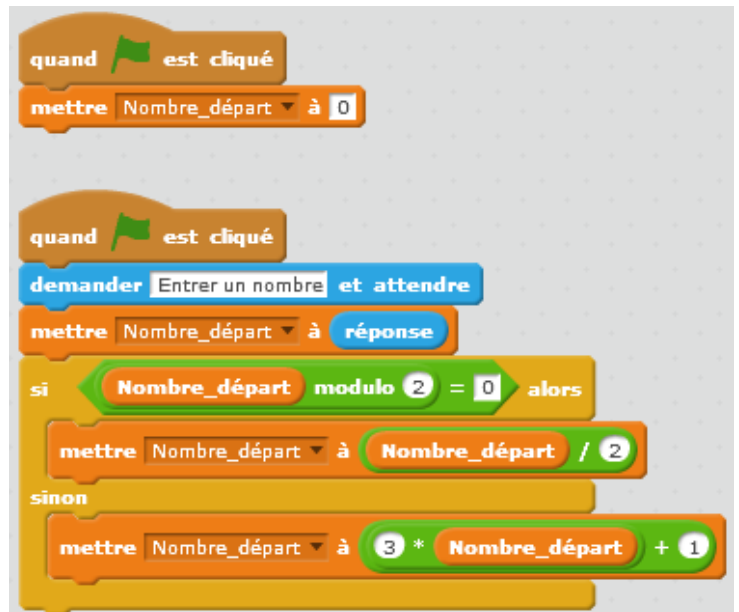 quand est cliqué
mettre Nombre_départ à 0
quand est cliqué
demander Entrer un nombre et attendre
mettre Nombre_départ à réponse
si Nombre_départ modulo 2 = 0 alors
mettre Nombre_départ à Nombre_départ / 2
sinon
mettre Nombre_départ à 3 * Nombre_départ + 1